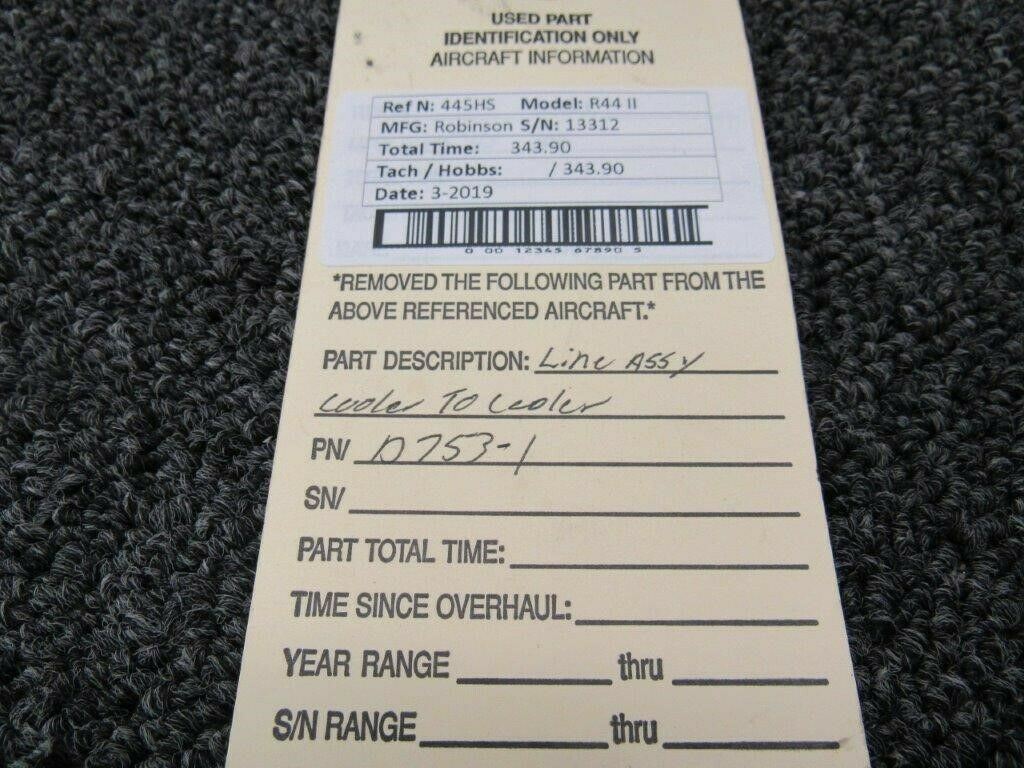 USED PART
IDENTIFICATION ONLY
AIRCRAFT INFORMATION
Ref N: 445HS Model: R44 II
MFG: Robinson S/N: 13312
Total Time: 343.90
Tach / Hobbs: / 343.90
Date: 3-2019
0 00 12345 67890 5
*REMOVED THE FOLLOWING PART FROM THE
ABOVE REFERENCED AIRCRAFT.*
PART DESCRIPTION: Line ASSY
cooler TO cooler
PN/ D753-1
SN/
PART TOTAL TIME:
TIME SINCE OVERHAUL:
YEAR RANGE thru
S/N RANGE thru